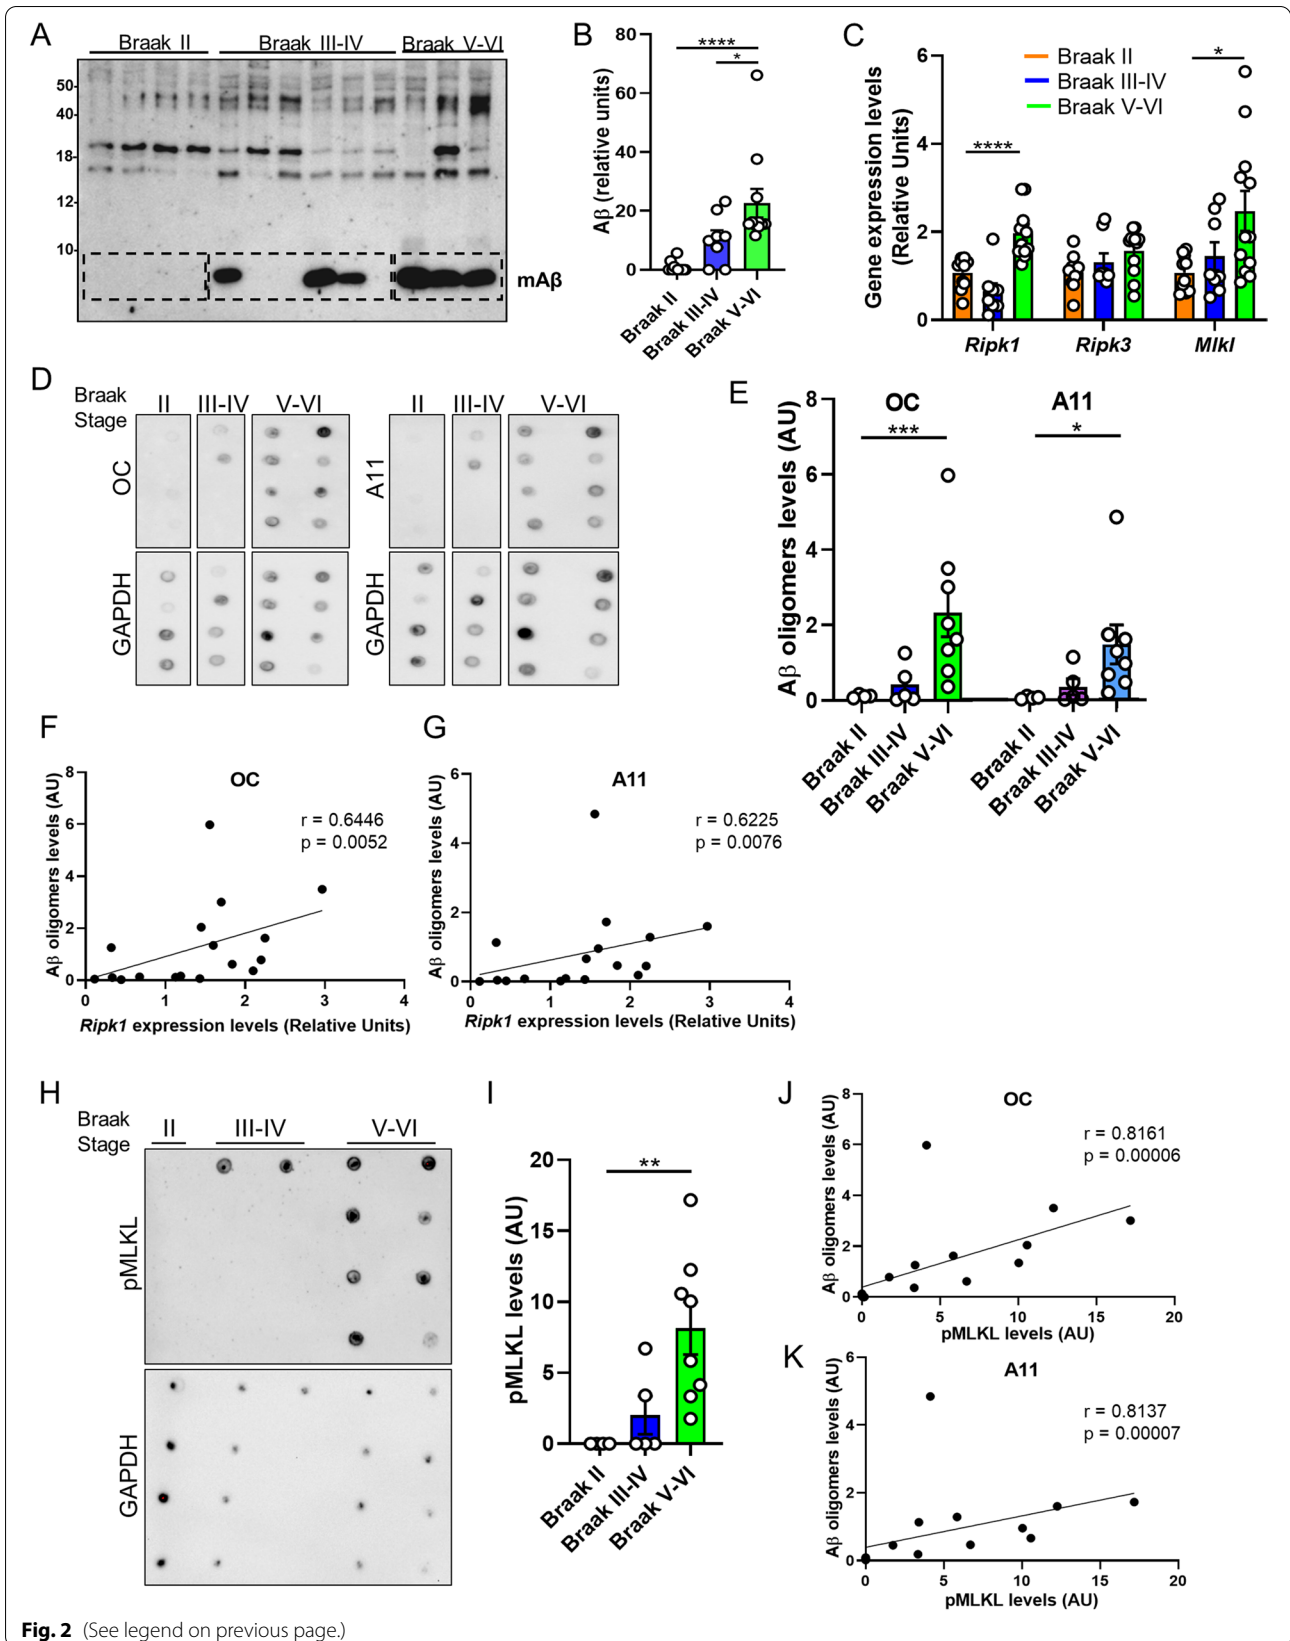 A
Braak II Braak III-IV Braak V-VI
50-
40-
18-
12-
10-
mAβ
B
Aβ (relative units)
80
60
40
20
0
****
*
Braak II
Braak III-IV
Braak V-VI
C
Gene expression levels
(Relative Units)
6
4
2
0
Braak II
Braak III-IV
Braak V-VI
****
*
Ripk1 Ripk3 Mlkl
D
Braak
Stage
II III-IV V-VI
OC
GAPDH
II III-IV V-VI
A11
GAPDH
E
Aβ oligomers levels (AU)
8
6
4
2
0
OC A11
*** *
Braak II
Braak III-IV
Braak V-VI
Braak II
Braak III-IV
Braak V-VI
F
OC
Aβ oligomers levels (AU)
8
6
4
2
0
r = 0.6446
p = 0.0052
0 1 2 3 4
Ripk1 expression levels (Relative Units)
G
A11
Aβ oligomers levels (AU)
6
4
2
0
r = 0.6225
p = 0.0076
0 1 2 3 4
Ripk1 expression levels (Relative Units)
H
Braak
Stage
II III-IV V-VI
pMLKL
GAPDH
I
pMLKL levels (AU)
20
15
10
5
0
**
Braak II
Braak III-IV
Braak V-VI
J
OC
Aβ oligomers levels (AU)
8
6
4
2
0
r = 0.8161
p = 0.00006
0 5 10 15 20
pMLKL levels (AU)
K
A11
Aβ oligomers levels (AU)
6
4
2
0
r = 0.8137
p = 0.00007
0 5 10 15 20
pMLKL levels (AU)
Fig. 2 (See legend on previous page.)